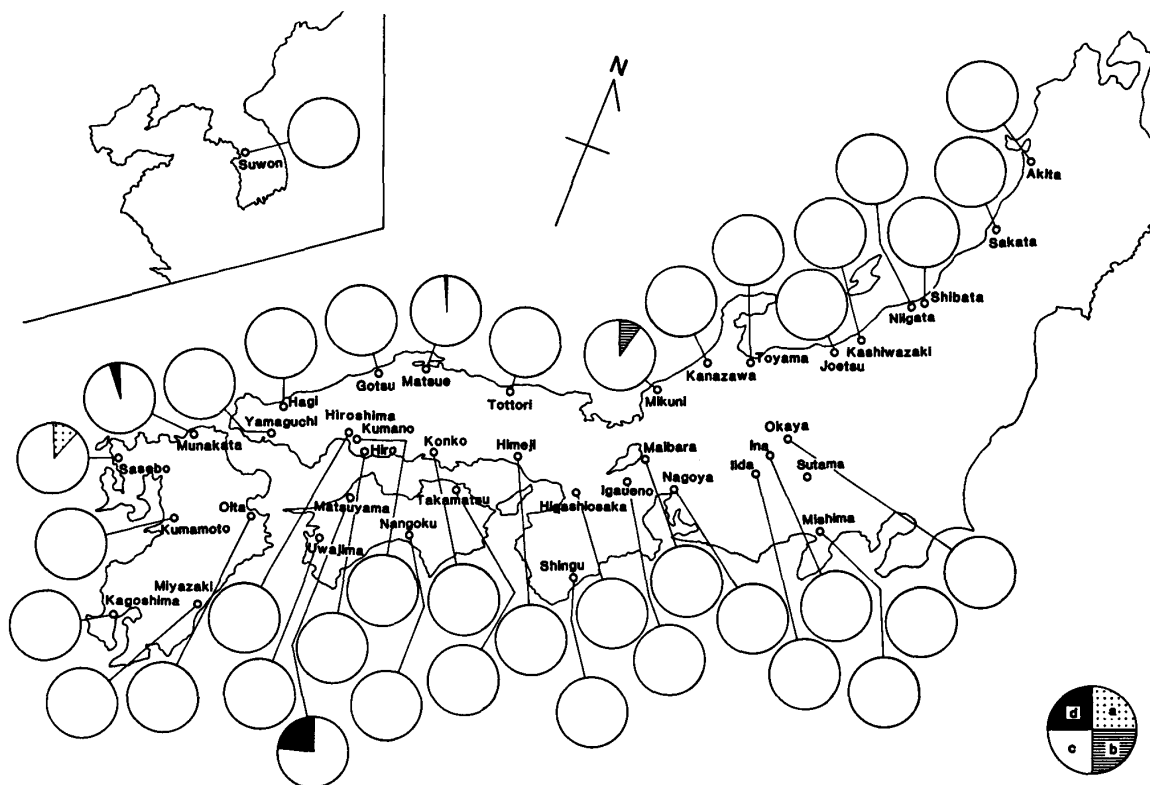 N
Suwon
Akita
Sakata
Shibata
Niigata
Kashiwazaki
Joetsu
Toyama
Kanazawa
Mikuni
Tottori
Matsue
Gotsu
Hagi
Yamaguchi
Munakata
Sasebo
Hiroshima
Kumano
Hiro
Konko
Himeji
Maibara
Okaya
Ina
Iida
Sutama
Nagoya
Igaueno
Higashiosaka
Takamatsu
Matsuyama
Nangoku
Uwajima
Oita
Kumamoto
Mishima
Shingu
Miyazaki
Kagoshima
d a
c b